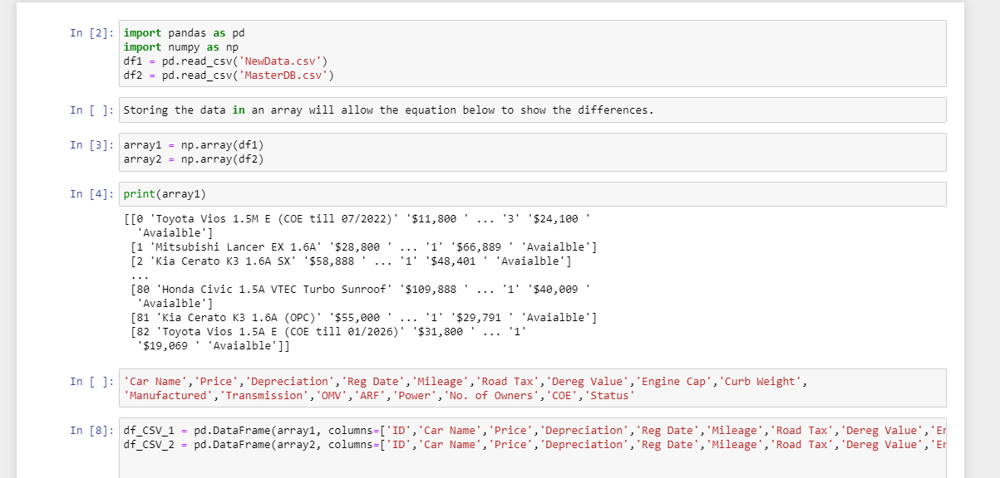 In [2]: import pandas as pd
import numpy as np
df1 = pd.read_csv('NewData.csv')
df2 = pd.read_csv('MasterDB.csv')
In [ ]: Storing the data in an array will allow the equation below to show the differences.
In [3]: array1 = np.array(df1)
array2 = np.array(df2)
In [4]: print(array1)
[[0 'Toyota Vios 1.5M E (COE till 07/2022)' '$11,800 ' ... '3' '$24,100 '
'Avaialble']
[1 'Mitsubishi Lancer EX 1.6A' '$28,800 ' ... '1' '$66,889 ' 'Avaialble']
[2 'Kia Cerato K3 1.6A SX' '$58,888 ' ... '1' '$48,401 ' 'Avaialble']
...
[80 'Honda Civic 1.5A VTEC Turbo Sunroof' '$109,888 ' ... '1' '$40,009 '
'Avaialble']
[81 'Kia Cerato K3 1.6A (OPC)' '$55,000 ' ... '1' '$29,791 ' 'Avaialble']
[82 'Toyota Vios 1.5A E (COE till 01/2026)' '$31,800 ' ... '1'
'$19,069 ' 'Avaialble']]
In [ ]: 'Car Name','Price','Depreciation','Reg Date','Mileage','Road Tax','Dereg Value','Engine Cap','Curb Weight',
'Manufactured','Transmission','OMV','ARF','Power','No. of Owners','COE','Status'
In [8]: df_CSV_1 = pd.DataFrame(array1, columns=['ID','Car Name','Price','Depreciation','Reg Date','Mileage','Road Tax','Dereg Value','
df_CSV_2 = pd.DataFrame(array2, columns=['ID','Car Name','Price','Depreciation','Reg Date','Mileage','Road Tax','Dereg Value','